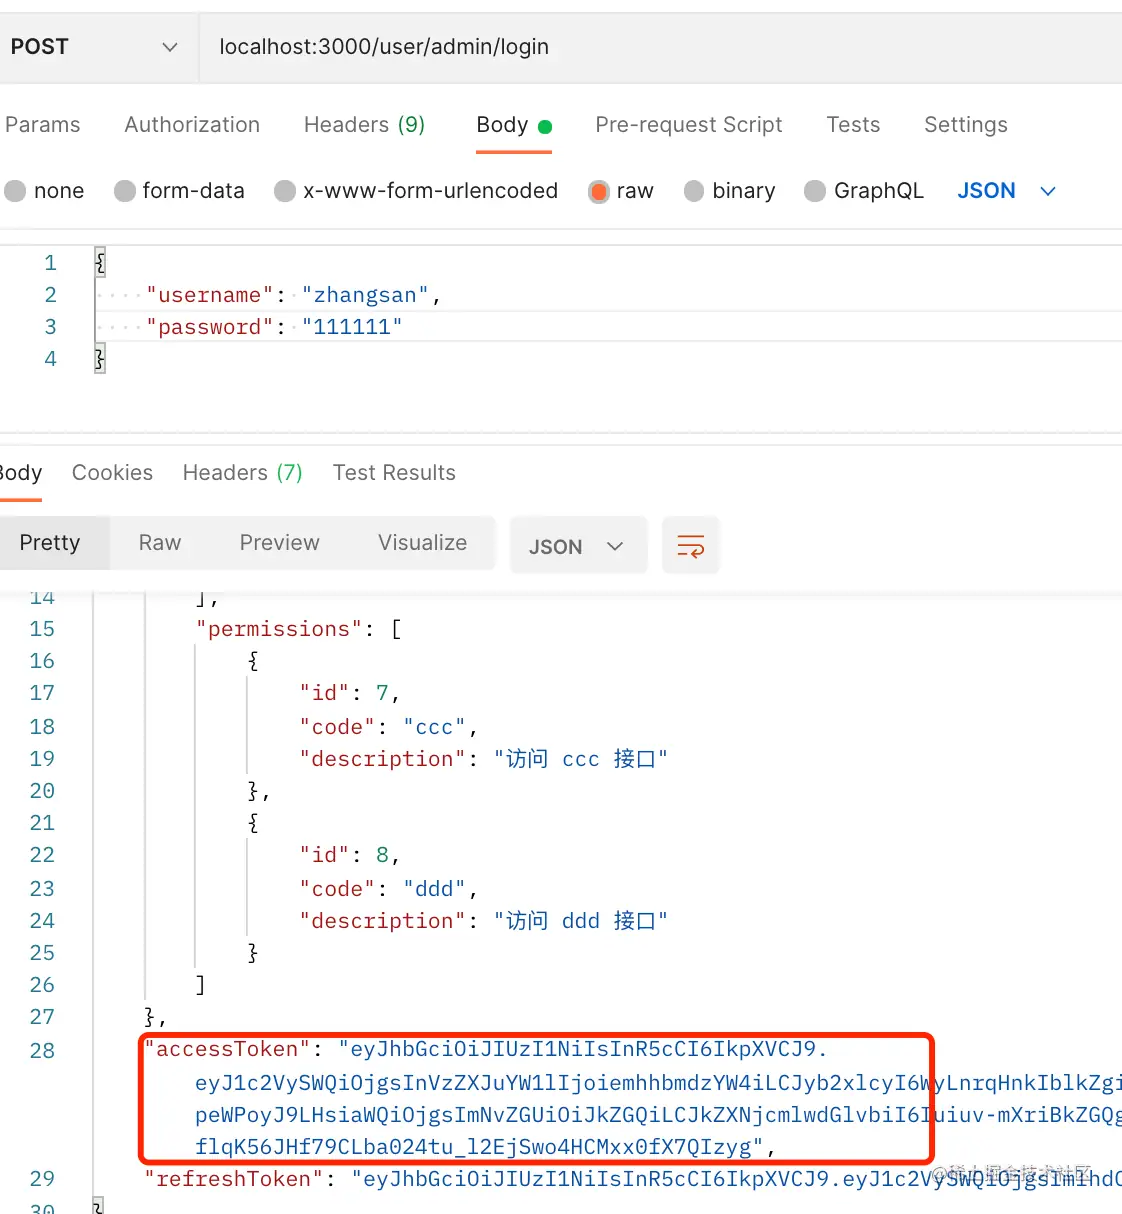 POST localhost:3000/user/admin/login
Params Authorization Headers (9) Body Pre-request Script Tests Settings
none form-data x-www-form-urlencoded raw binary GraphQL JSON
1 {
2 "username": "zhangsan",
3 "password": "111111"
4 }
Body Cookies Headers (7) Test Results
Pretty Raw Preview Visualize JSON
14 ],
15 "permissions": [
16 {
17 "id": 7,
18 "code": "ccc",
19 "description": "访问 ccc 接口"
20 },
21 {
22 "id": 8,
23 "code": "ddd",
24 "description": "访问 ddd 接口"
25 }
26 ]
27 },
28 "accessToken": "eyJhbGciOiJIUzI1NiIsInR5cCI6IkpXVCJ9.
eyJ1c2VySWQiOjgsInVzZXJuYW1lIjoiemhhbmdzYW4iLCJyb2xlcyI6WyLnrqHnkIblkZgi
peWPoyJ9LHsiaWQiOjgsImNvZGUiOiJkZGQiLCJkZXNjcmlwdGlvbiI6Iuiuv-mXriBkZGQg
flqK56JHf79CLba024tu_l2EjSwo4HCMxx0fX7QIzyg",
29 "refreshToken": "eyJhbGciOiJIUzI1NiIsInR5cCI6IkpXVCJ9.eyJ1c2VySWQiOjgsImlhdC
@稀土掘金技术社区
30 }